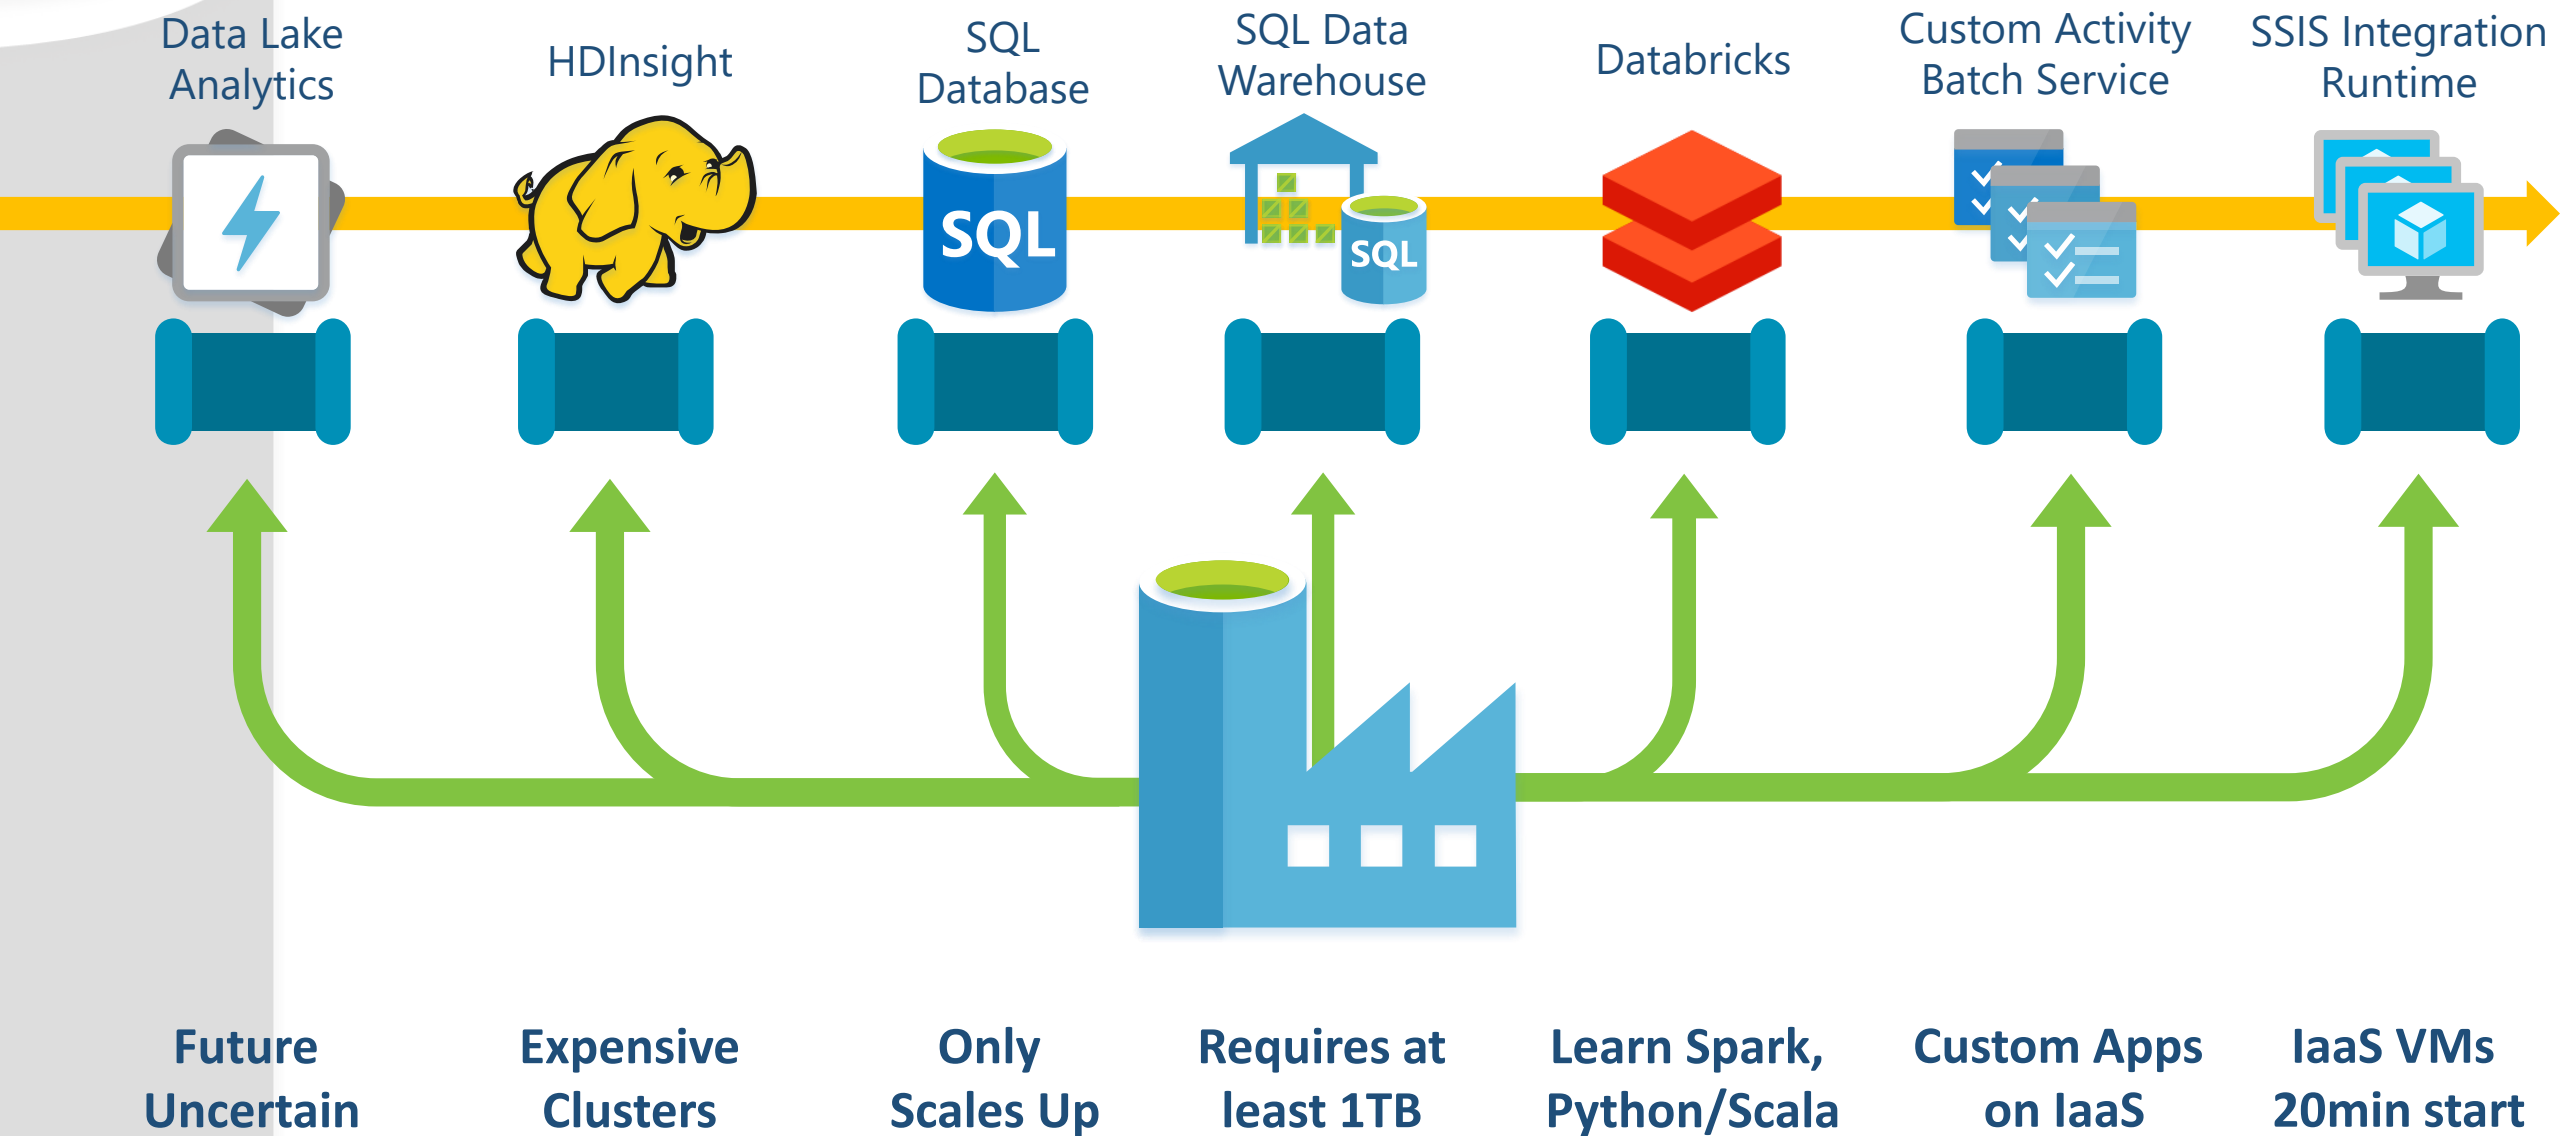 Data Lake
Analytics
HDInsight
SQL
Database
SQL Data
Warehouse
Databricks
Custom Activity
Batch Service
SSIS Integration
Runtime
SQL
SQL
Future
Uncertain
Expensive
Clusters
Only
Scales Up
Requires at
least 1TB
Learn Spark,
Python/Scala
Custom Apps
on IaaS
IaaS VMs
20min start